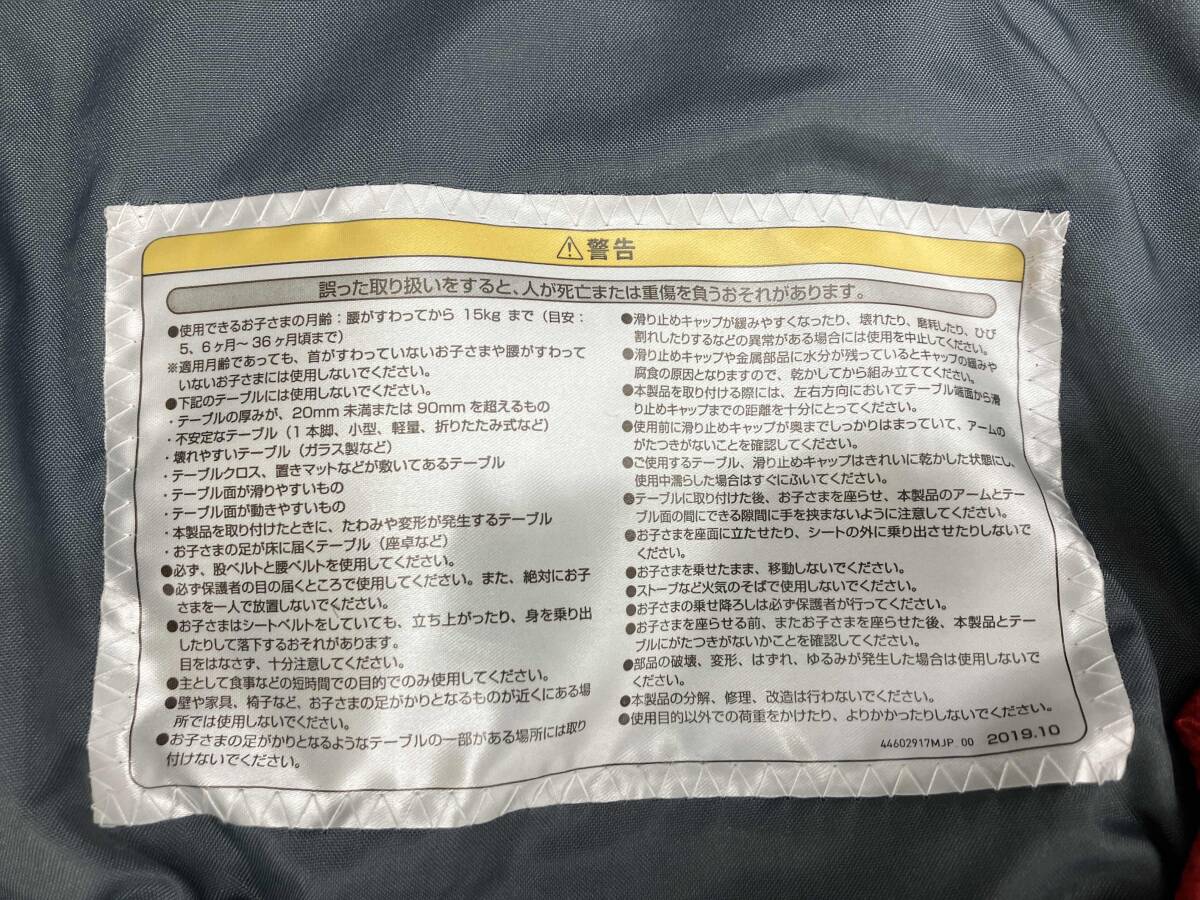 ⚠警告
誤った取り扱いをすると、人が死亡または重傷を負うおそれがあります。
●使用できるお子さまの月齢：腰がすわってから 15kg まで（目安：
5、6ヶ月〜 36ヶ月頃まで）
※適用月齢であっても、首がすわっていないお子さまや腰がすわって
いないお子さまには使用しないでください。
●下記のテーブルには使用しないでください。
・テーブルの厚みが、20mm 未満または 90mm を超えるもの
・不安定なテーブル（1本脚、小型、軽量、折りたたみ式など）
・壊れやすいテーブル（ガラス製など）
・テーブルクロス、置きマットなどが敷いてあるテーブル
・テーブル面が滑りやすいもの
・テーブル面が動きやすいもの
・本製品を取り付けたときに、たわみや変形が発生するテーブル
・お子さまの足が床に届くテーブル（座卓など）
●必ず、股ベルトと腰ベルトを使用してください。
●必ず保護者の目の届くところで使用してください。また、絶対にお子
さまを一人で放置しないでください。
●お子さまはシートベルトをしていても、立ち上がったり、身を乗り出
したりして落下するおそれがあります。
目をはなさず、十分注意してください。
●主として食事などの短時間での目的でのみ使用してください。
●壁や家具、椅子など、お子さまの足がかりとなるものが近くにある場
所では使用しないでください。
●お子さまの足がかりとなるようなテーブルの一部がある場所には取り
付けないでください。
●滑り止めキャップが緩みやすくなったり、壊れたり、磨耗したり、ひび
割れしたりするなどの異常がある場合には使用を中止してください。
●滑り止めキャップや金属部品に水分が残っているとキャップの緩みや
腐食の原因となりますので、乾かしてから組み立ててください。
●本製品を取り付ける際には、左右方向においてテーブル端面から滑
り止めキャップまでの距離を十分にとってください。
●使用前に滑り止めキャップが奥までしっかりはまっていて、アームの
がたつきがないことを確認してください。
●ご使用するテーブル、滑り止めキャップはきれいに乾かした状態にし、
使用中濡らした場合はすぐにふいてください。
●テーブルに取り付けた後、お子さまを座らせ、本製品のアームとテー
ブル面の間にできる隙間に手を挟まないように注意してください。
●お子さまを座面に立たせたり、シートの外に乗り出させたりしないで
ください。
●お子さまを乗せたまま、移動しないでください。
●ストーブなど火気のそばで使用しないでください。
●お子さまの乗せ降ろしは必ず保護者が行ってください。
●お子さまを座らせる前、またお子さまを座らせた後、本製品とテー
ブルにがたつきがないかことを確認してください。
●部品の破壊、変形、はずれ、ゆるみが発生した場合は使用しないで
ください。
●本製品の分解、修理、改造は行わないでください。
●使用目的以外での荷重をかけたり、よりかかったりしないでください。
44602917MJP 00 2019.10